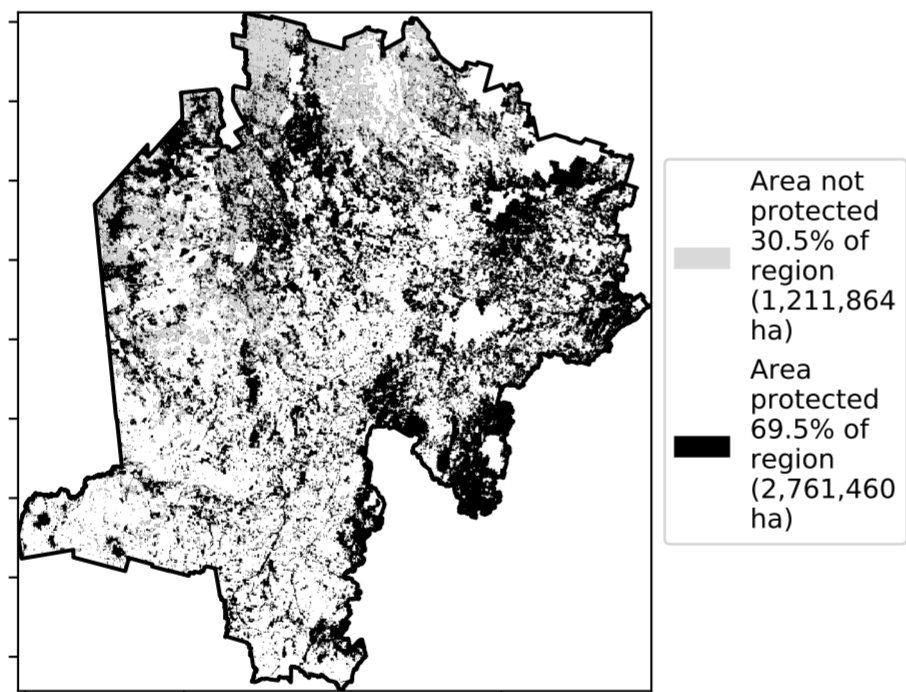 Area not
protected
30.5% of
region
(1,211,864
ha)
Area
protected
69.5% of
region
(2,761,460
ha)